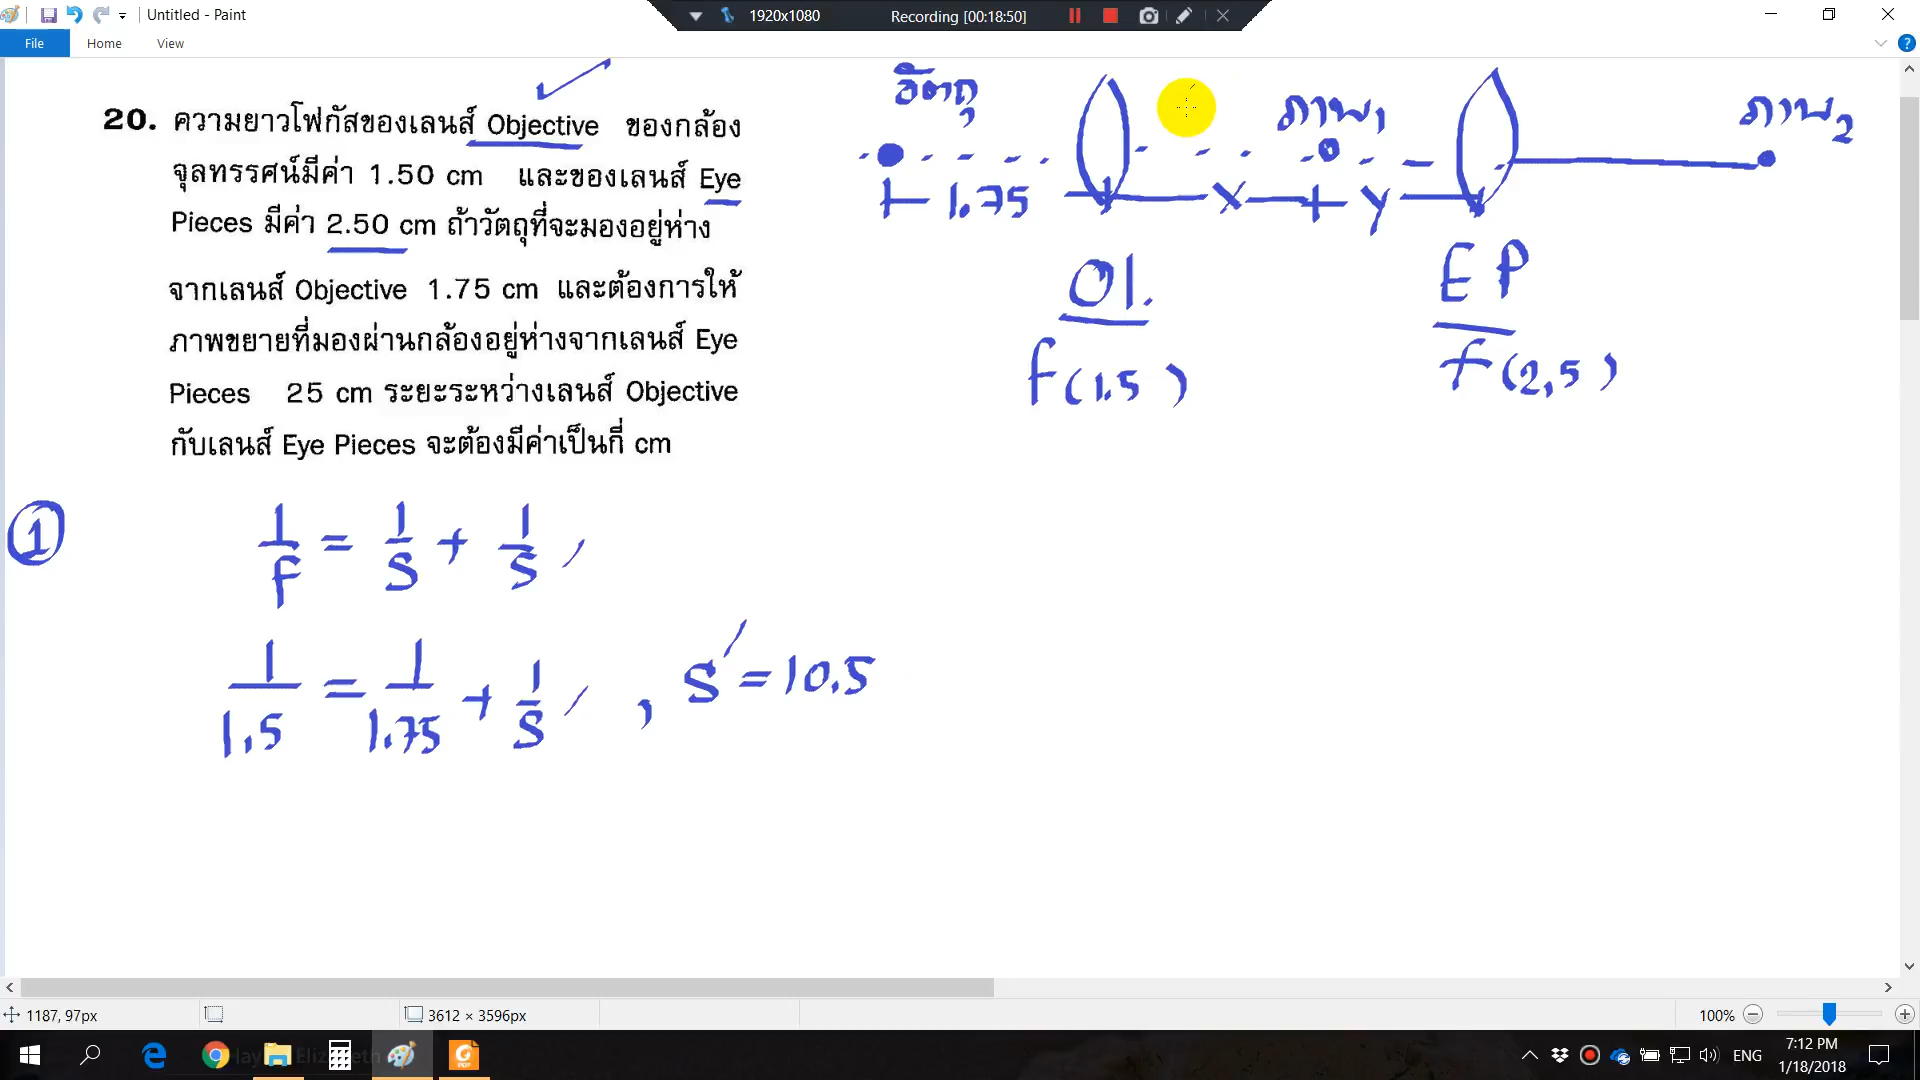 Untitled - Paint
1920x1080
Recording [00:18:50]
File
Home
View
20. ความยาวโฟกัสของเลนส์ Objective ของกล้อง
จุลทรรศน์มีค่า 1.50 cm และของเลนส์ Eye
Pieces มีค่า 2.50 cm ถ้าวัตถุที่จะมองอยู่ห่าง
จากเลนส์ Objective 1.75 cm และต้องการให้
ภาพขยายที่มองผ่านกล้องอยู่ห่างจากเลนส์ Eye
Pieces 25 cm ระยะระหว่างเลนส์ Objective
กับเลนส์ Eye Pieces จะต้องมีค่าเป็นกี่ cm
วัตถุ
ภาพ1
ภาพ2
1.75
X
Y
EP
f(1.5)
f(2.5)
1
1/F = 1/S + 1/S′
1/1.5 = 1/1.75 + 1/S′ , S′ = 10.5
1187, 97px
3612 × 3596px
100%
ENG
7:12 PM
1/18/2018